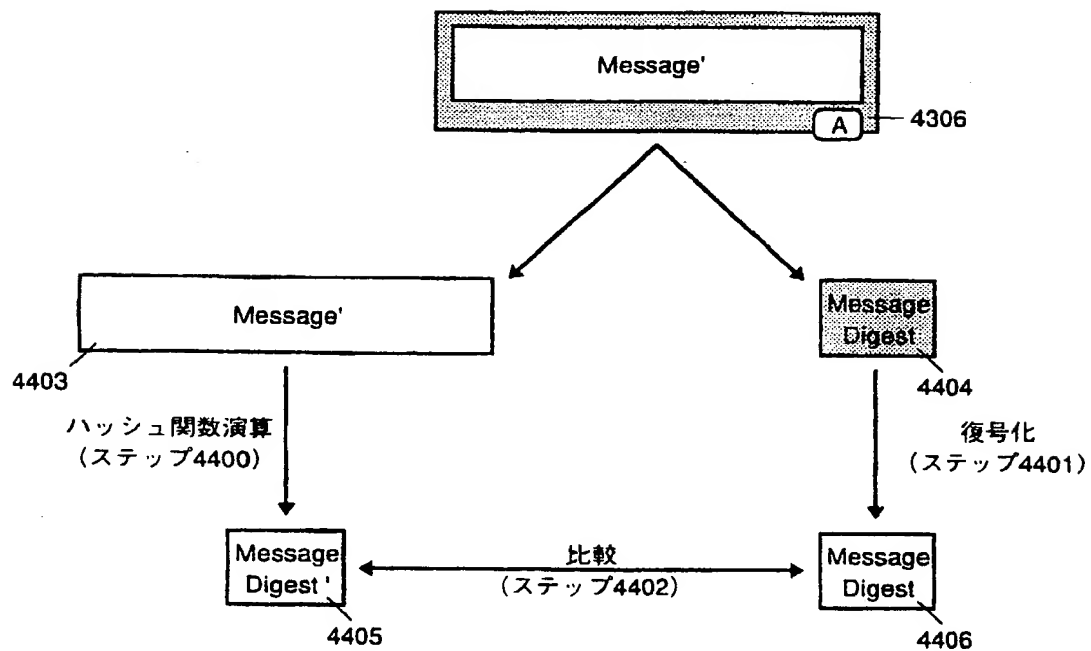 Message'
A
4306
Message'
4403
Message
Digest
4404
ハッシュ関数演算
(ステップ4400)
復号化
(ステップ4401)
Message
Digest '
4405
比較
(ステップ4402)
Message
Digest
4406